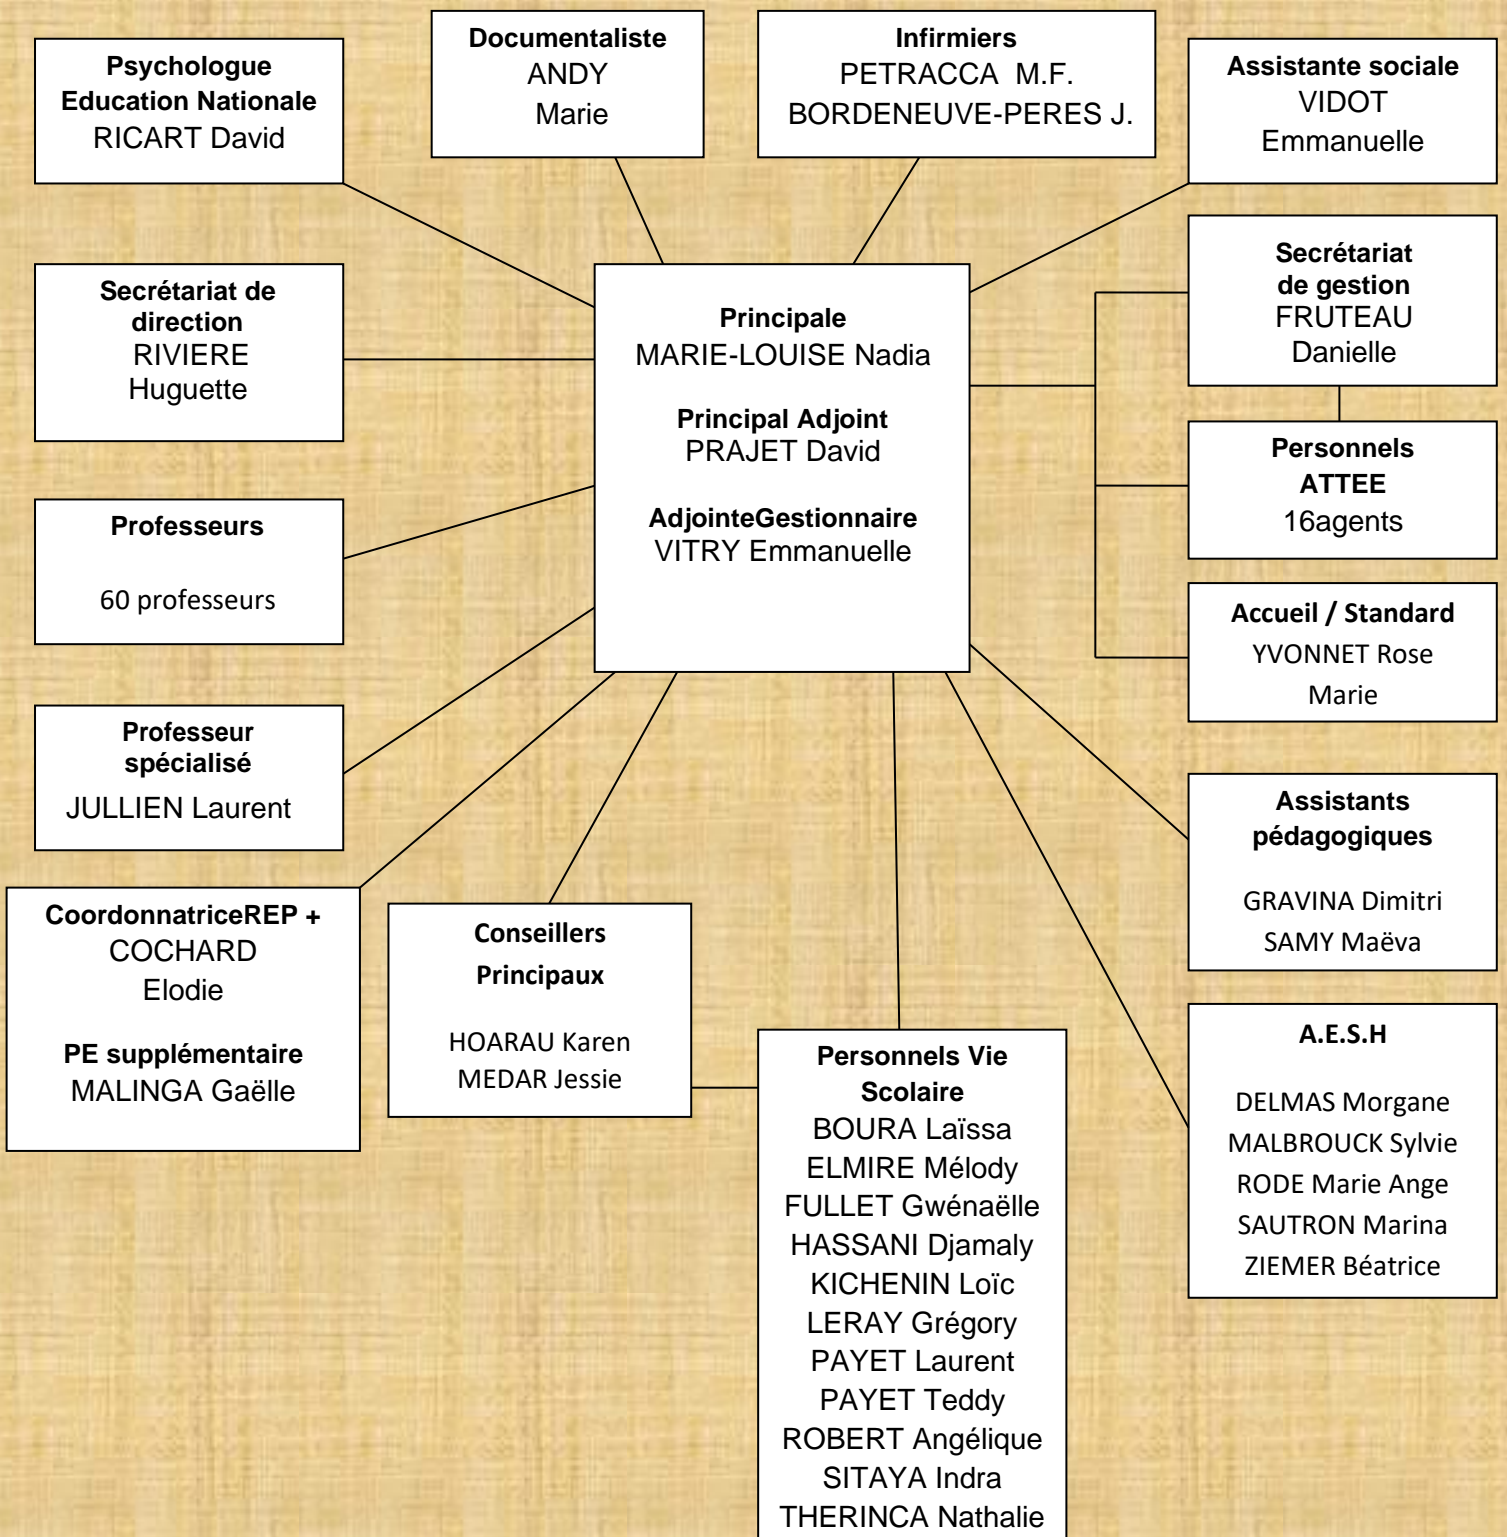 Psychologue
Education Nationale
RICART David
Documentaliste
ANDY
Marie
Infirmiers
PETRACCA M.F.
BORDENEUVE-PERES J.
Assistante sociale
VIDOT
Emmanuelle
Secrétariat de
direction
RIVIERE
Huguette
Principale
MARIE-LOUISE Nadia
Principal Adjoint
PRAJET David
AdjointeGestionnaire
VITRY Emmanuelle
Secrétariat
de gestion
FRUTEAU
Danielle
Personnels
ATTEE
16agents
Professeurs
60 professeurs
Accueil / Standard
YVONNET Rose
Marie
Professeur
spécialisé
JULLIEN Laurent
Assistants
pédagogiques
GRAVINA Dimitri
SAMY Maëva
CoordonnatriceREP +
COCHARD
Elodie
PE supplémentaire
MALINGA Gaëlle
Conseillers
Principaux
HOARAU Karen
MEDAR Jessie
Personnels Vie
Scolaire
BOURA Laïssa
ELMIRE Mélody
FULLET Gwénaëlle
HASSANI Djamaly
KICHENIN Loïc
LERAY Grégory
PAYET Laurent
PAYET Teddy
ROBERT Angélique
SITAYA Indra
THERINCA Nathalie
A.E.S.H
DELMAS Morgane
MALBROUCK Sylvie
RODE Marie Ange
SAUTRON Marina
ZIEMER Béatrice